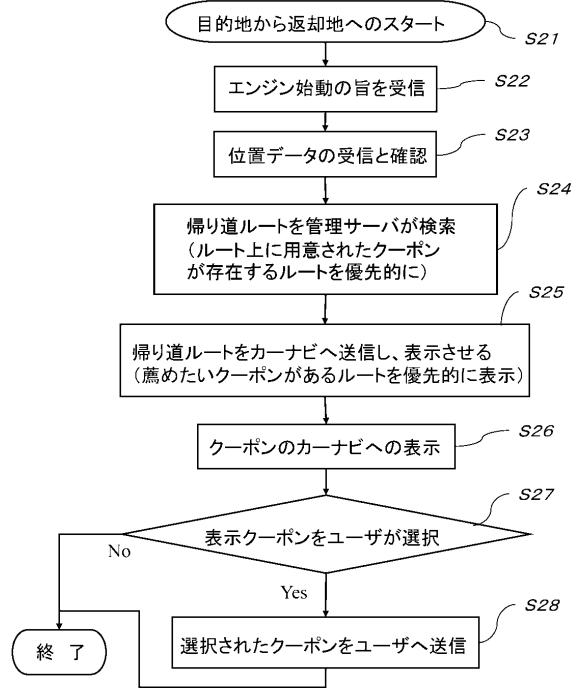 目的地から返却地へのスタート
S21
エンジン始動の旨を受信
S22
位置データの受信と確認
S23
帰り道ルートを管理サーバが検索
(ルート上に用意されたクーポン
が存在するルートを優先的に)
S24
帰り道ルートをカーナビへ送信し、表示させる
(薦めたいクーポンがあるルートを優先的に表示)
S25
クーポンのカーナビへの表示
S26
表示クーポンをユーザが選択
S27
No
Yes
選択されたクーポンをユーザへ送信
S28
終 了